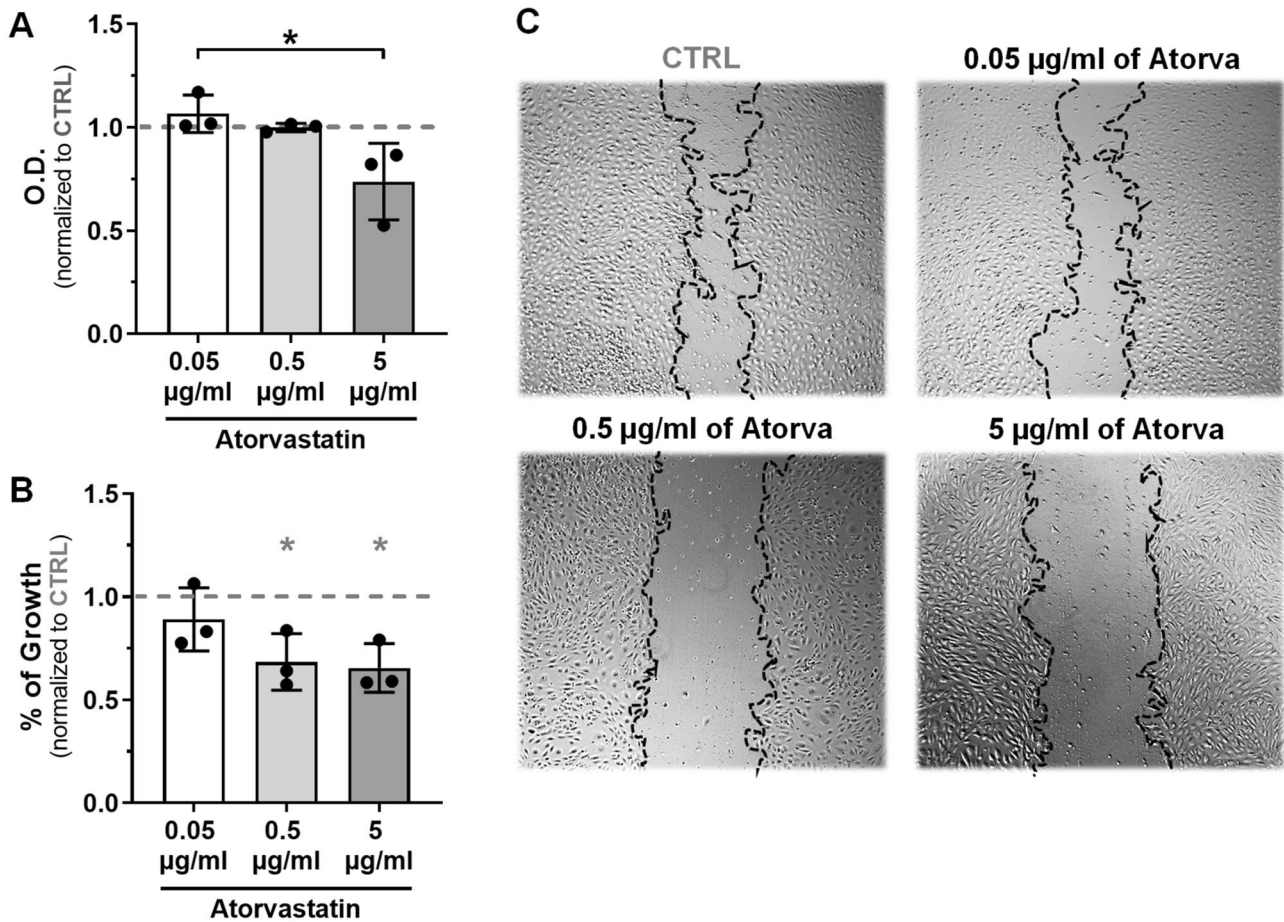 A
O.D.
(normalized to CTRL)
1.5
1.0
0.5
0.0
*
0.05 0.5 5
µg/ml µg/ml µg/ml
Atorvastatin
B
% of Growth
(normalized to CTRL)
1.5
1.0
0.5
0.0
* *
0.05 0.5 5
µg/ml µg/ml µg/ml
Atorvastatin
C
CTRL
0.05 µg/ml of Atorva
0.5 µg/ml of Atorva
5 µg/ml of Atorva